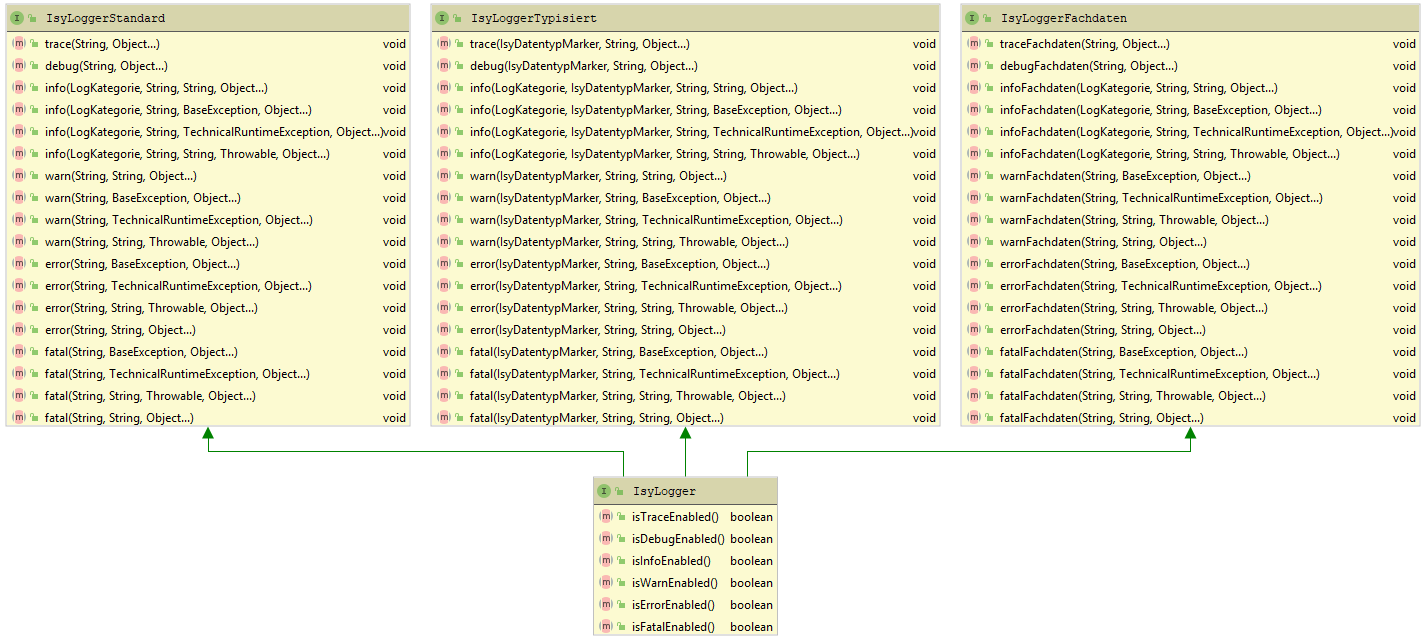 IsyLoggerStandard
trace(String, Object...) void
debug(String, Object...) void
info(LogKategorie, String, String, Object...) void
info(LogKategorie, String, BaseException, Object...) void
info(LogKategorie, String, TechnicalRuntimeException, Object...) void
info(LogKategorie, String, String, Throwable, Object...) void
warn(String, String, Object...) void
warn(String, BaseException, Object...) void
warn(String, TechnicalRuntimeException, Object...) void
warn(String, String, Throwable, Object...) void
error(String, BaseException, Object...) void
error(String, TechnicalRuntimeException, Object...) void
error(String, String, Throwable, Object...) void
error(String, String, Object...) void
fatal(String, BaseException, Object...) void
fatal(String, TechnicalRuntimeException, Object...) void
fatal(String, String, Throwable, Object...) void
fatal(String, String, Object...) void
IsyLoggerTypisiert
trace(IsyDatentypMarker, String, Object...) void
debug(IsyDatentypMarker, String, Object...) void
info(LogKategorie, IsyDatentypMarker, String, String, Object...) void
info(LogKategorie, IsyDatentypMarker, String, BaseException, Object...) void
info(LogKategorie, IsyDatentypMarker, String, TechnicalRuntimeException, Object...) void
info(LogKategorie, IsyDatentypMarker, String, String, Throwable, Object...) void
warn(IsyDatentypMarker, String, String, Object...) void
warn(IsyDatentypMarker, String, BaseException, Object...) void
warn(IsyDatentypMarker, String, TechnicalRuntimeException, Object...) void
warn(IsyDatentypMarker, String, String, Throwable, Object...) void
error(IsyDatentypMarker, String, BaseException, Object...) void
error(IsyDatentypMarker, String, TechnicalRuntimeException, Object...) void
error(IsyDatentypMarker, String, String, Throwable, Object...) void
error(IsyDatentypMarker, String, String, Object...) void
fatal(IsyDatentypMarker, String, BaseException, Object...) void
fatal(IsyDatentypMarker, String, TechnicalRuntimeException, Object...) void
fatal(IsyDatentypMarker, String, String, Throwable, Object...) void
fatal(IsyDatentypMarker, String, String, Object...) void
IsyLoggerFachdaten
traceFachdaten(String, Object...) void
debugFachdaten(String, Object...) void
infoFachdaten(LogKategorie, String, String, Object...) void
infoFachdaten(LogKategorie, String, BaseException, Object...) void
infoFachdaten(LogKategorie, String, TechnicalRuntimeException, Object...) void
infoFachdaten(LogKategorie, String, String, Throwable, Object...) void
warnFachdaten(String, BaseException, Object...) void
warnFachdaten(String, TechnicalRuntimeException, Object...) void
warnFachdaten(String, String, Throwable, Object...) void
warnFachdaten(String, String, Object...) void
errorFachdaten(String, BaseException, Object...) void
errorFachdaten(String, TechnicalRuntimeException, Object...) void
errorFachdaten(String, String, Throwable, Object...) void
errorFachdaten(String, String, Object...) void
fatalFachdaten(String, BaseException, Object...) void
fatalFachdaten(String, TechnicalRuntimeException, Object...) void
fatalFachdaten(String, String, Throwable, Object...) void
fatalFachdaten(String, String, Object...) void
IsyLogger
isTraceEnabled() boolean
isDebugEnabled() boolean
isInfoEnabled() boolean
isWarnEnabled() boolean
isErrorEnabled() boolean
isFatalEnabled() boolean